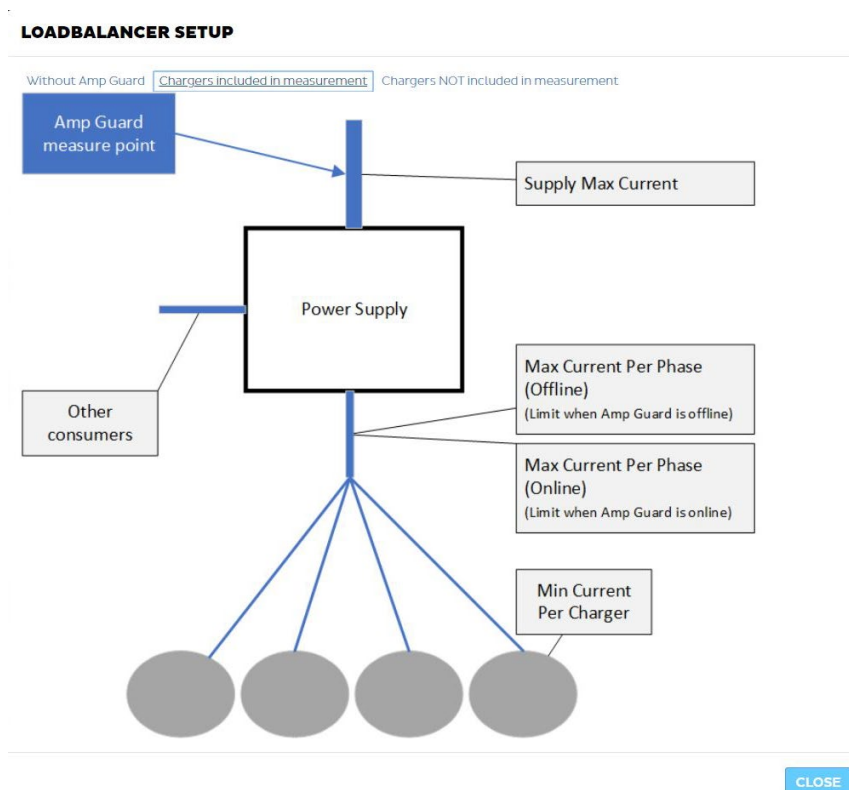 LOADBALANCER SETUP
Without Amp Guard Chargers included in measurement Chargers NOT included in measurement
Amp Guard
measure point
Supply Max Current
Power Supply
Max Current Per Phase
(Offline)
(Limit when Amp Guard is offline)
Other
consumers
Max Current Per Phase
(Online)
(Limit when Amp Guard is online)
Min Current
Per Charger
CLOSE